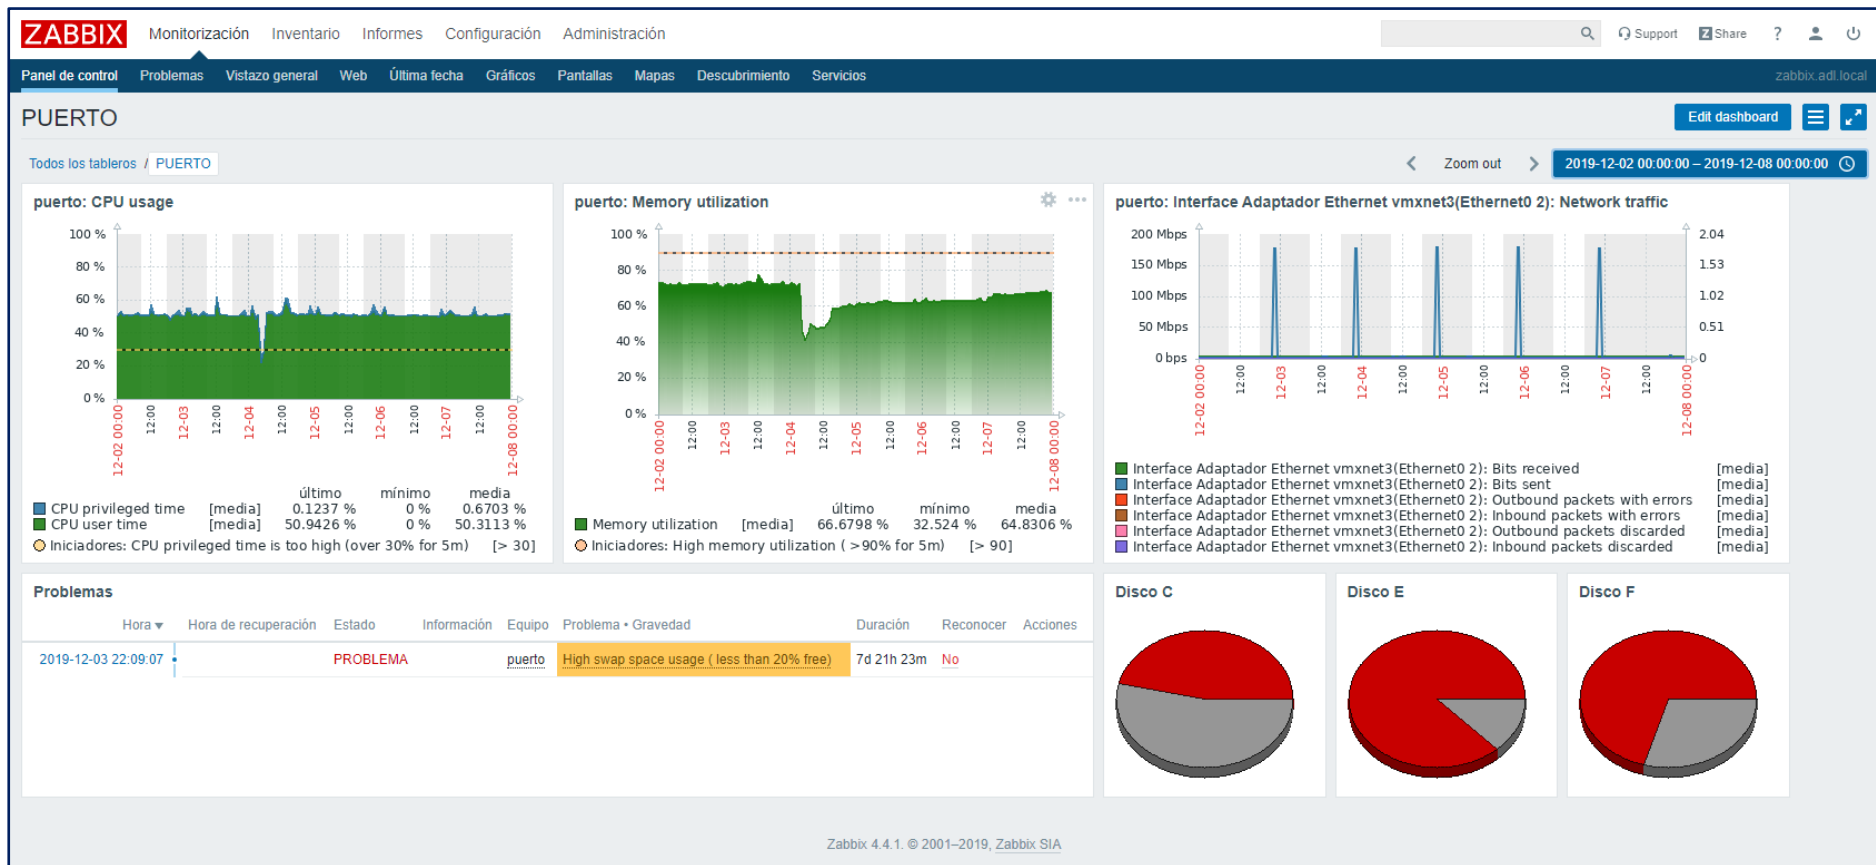 ZABBIX Monitorización Inventario Informes Configuración Administración Support Z Share ?
Panel de control Problemas Vistazo general Web Última fecha Gráficos Pantallas Mapas Descubrimiento Servicios zabbix.adl.local
PUERTO Edit dashboard
Todos los tableros / PUERTO Zoom out 2019-12-02 00:00:00 – 2019-12-08 00:00:00
puerto: CPU usage
100 %
80 %
60 %
40 %
20 %
0 %
12-02 00:00 12:00 12-03 12:00 12-04 12:00 12-05 12:00 12-06 12:00 12-07 12:00 12-08 00:00
último mínimo media
CPU privileged time [media] 0.1237 % 0 % 0.6703 %
CPU user time [media] 50.9426 % 0 % 50.3113 %
Iniciadores: CPU privileged time is too high (over 30% for 5m) [> 30]
puerto: Memory utilization
100 %
80 %
60 %
40 %
20 %
0 %
12-02 00:00 12:00 12-03 12:00 12-04 12:00 12-05 12:00 12-06 12:00 12-07 12:00 12-08 00:00
último mínimo media
Memory utilization [media] 66.6798 % 32.524 % 64.8306 %
Iniciadores: High memory utilization ( >90% for 5m) [> 90]
puerto: Interface Adaptador Ethernet vmxnet3(Ethernet0 2): Network traffic
200 Mbps 2.04
150 Mbps 1.53
100 Mbps 1.02
50 Mbps 0.51
0 bps 0
12-02 00:00 12:00 12-03 12:00 12-04 12:00 12-05 12:00 12-06 12:00 12-07 12:00 12-08 00:00
Interface Adaptador Ethernet vmxnet3(Ethernet0 2): Bits received [media]
Interface Adaptador Ethernet vmxnet3(Ethernet0 2): Bits sent [media]
Interface Adaptador Ethernet vmxnet3(Ethernet0 2): Outbound packets with errors [media]
Interface Adaptador Ethernet vmxnet3(Ethernet0 2): Inbound packets with errors [media]
Interface Adaptador Ethernet vmxnet3(Ethernet0 2): Outbound packets discarded [media]
Interface Adaptador Ethernet vmxnet3(Ethernet0 2): Inbound packets discarded [media]
Problemas
Hora Hora de recuperación Estado Información Equipo Problema • Gravedad Duración Reconocer Acciones
2019-12-03 22:09:07 PROBLEMA puerto High swap space usage ( less than 20% free) 7d 21h 23m No
Disco C
Disco E
Disco F
Zabbix 4.4.1. © 2001–2019, Zabbix SIA